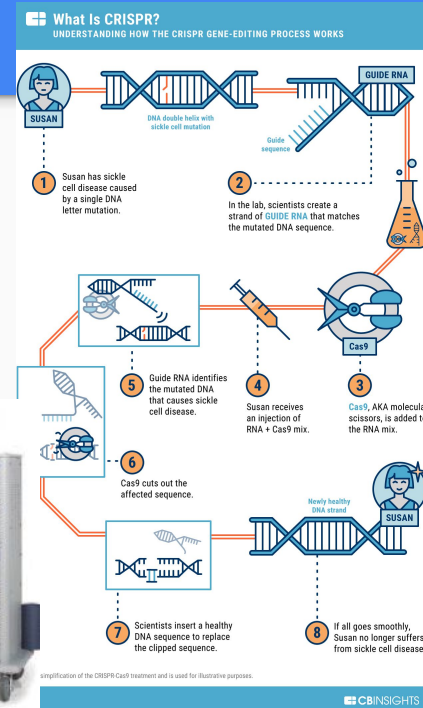 What Is CRISPR?
UNDERSTANDING HOW THE CRISPR GENE-EDITING PROCESS WORKS
SUSAN
DNA double helix with
sickle cell mutation
GUIDE RNA
Guide
sequence
1
Susan has sickle
cell disease caused
by a single DNA
letter mutation.
2
In the lab, scientists create a
strand of GUIDE RNA that matches
the mutated DNA sequence.
Cas9
3
Cas9, AKA molecula
scissors, is added t
the RNA mix.
4
Susan receives
an injection of
RNA + Cas9 mix.
5
Guide RNA identifies
the mutated DNA
that causes sickle
cell disease.
6
Cas9 cuts out the
affected sequence.
7
Scientists insert a healthy
DNA sequence to replace
the clipped sequence.
Newly healthy
DNA strand
SUSAN
8
If all goes smoothly,
Susan no longer suffers
from sickle cell disease
simplification of the CRISPR-Cas9 treatment and is used for illustrative purposes.
CBINSIGHTS